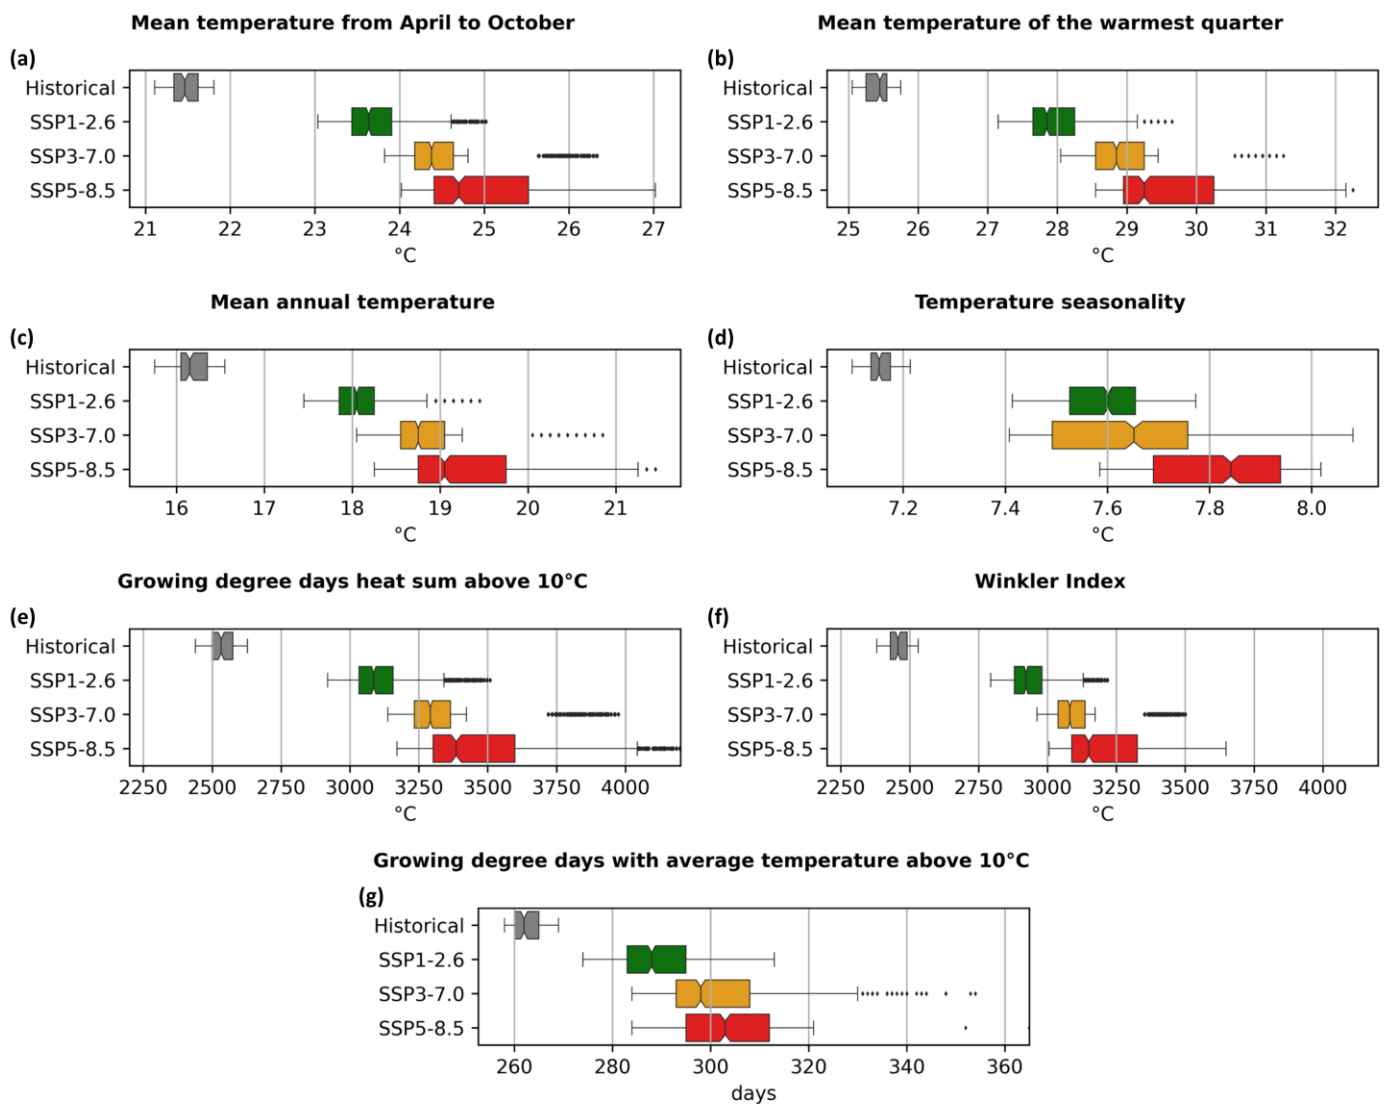 Mean temperature from April to October
(a)
Historical
SSP1-2.6
SSP3-7.0
SSP5-8.5
21 22 23 24 25 26 27
°C
Mean temperature of the warmest quarter
(b)
Historical
SSP1-2.6
SSP3-7.0
SSP5-8.5
25 26 27 28 29 30 31 32
°C
Mean annual temperature
(c)
Historical
SSP1-2.6
SSP3-7.0
SSP5-8.5
16 17 18 19 20 21
°C
Temperature seasonality
(d)
Historical
SSP1-2.6
SSP3-7.0
SSP5-8.5
7.2 7.4 7.6 7.8 8.0
°C
Growing degree days heat sum above 10°C
(e)
Historical
SSP1-2.6
SSP3-7.0
SSP5-8.5
2250 2500 2750 3000 3250 3500 3750 4000
°C
Winkler Index
(f)
Historical
SSP1-2.6
SSP3-7.0
SSP5-8.5
2250 2500 2750 3000 3250 3500 3750 4000
°C
Growing degree days with average temperature above 10°C
(g)
Historical
SSP1-2.6
SSP3-7.0
SSP5-8.5
260 280 300 320 340 360
days